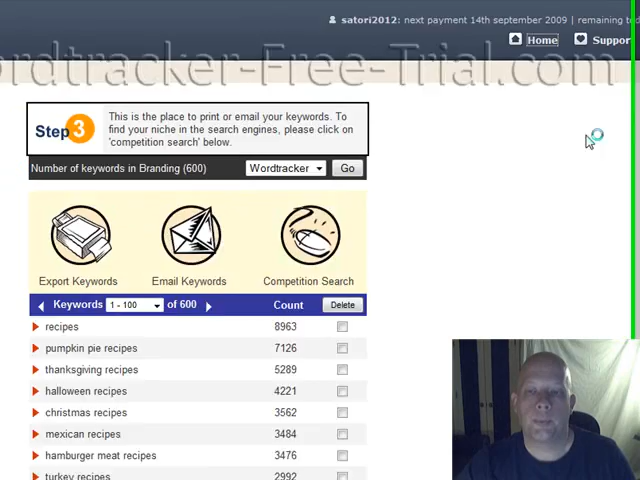 satori2012: next payment 14th september 2009 | remaining
Home
Suppor
ordtracker-Free-Trial.com
Step 3
This is the place to print or email your keywords. To
find your niche in the search engines, please click on
'competition search' below.
Number of keywords in Branding (600)
Wordtracker
Go
Export Keywords
Email Keywords
Competition Search
Keywords
1 - 100
of 600
Count
Delete
recipes
8963
pumpkin pie recipes
7126
thanksgiving recipes
5289
halloween recipes
4221
christmas recipes
3562
mexican recipes
3484
hamburger meat recipes
3476
turkey recipes
2992